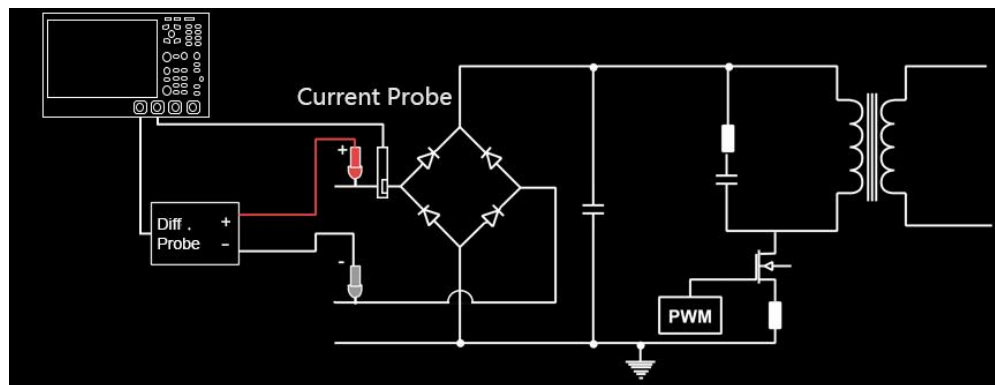 Current Probe
+
Diff . +
Probe -
-
PWM